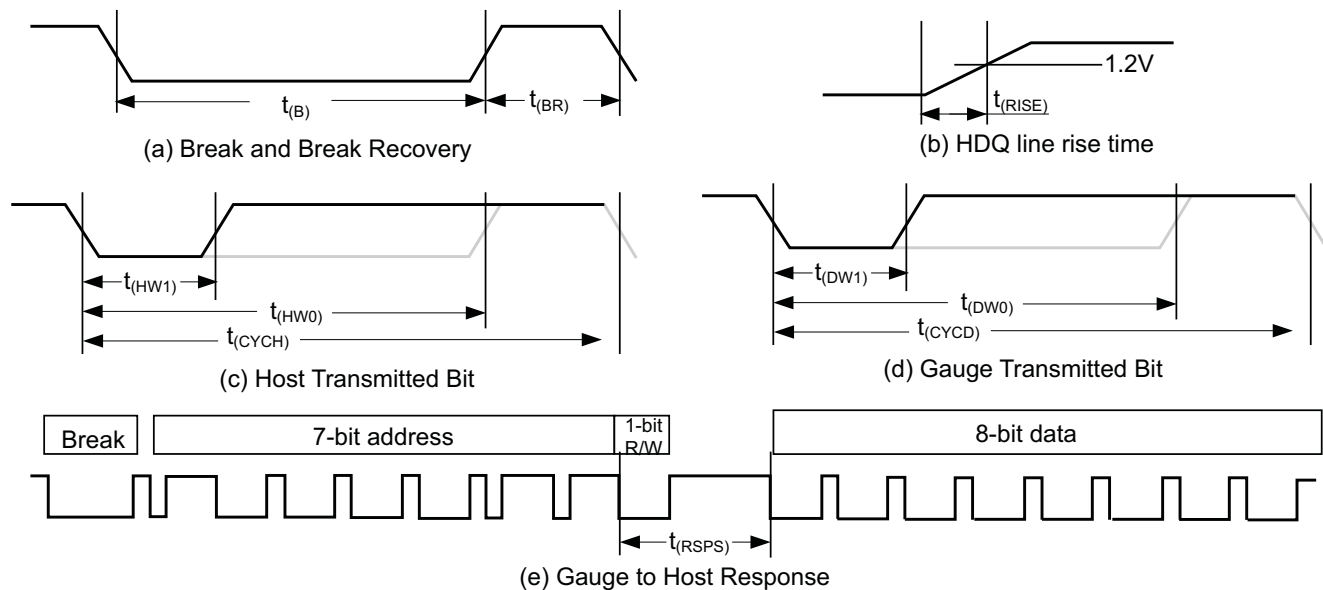 t(B)
t(BR)
(a) Break and Break Recovery
1.2V
t(RISE)
(b) HDQ line rise time
t(HW1)
t(HW0)
t(CYCH)
(c) Host Transmitted Bit
t(DW1)
t(DW0)
t(CYCD)
(d) Gauge Transmitted Bit
Break
7-bit address
1-bit
R/W
8-bit data
t(RSPS)
(e) Gauge to Host Response